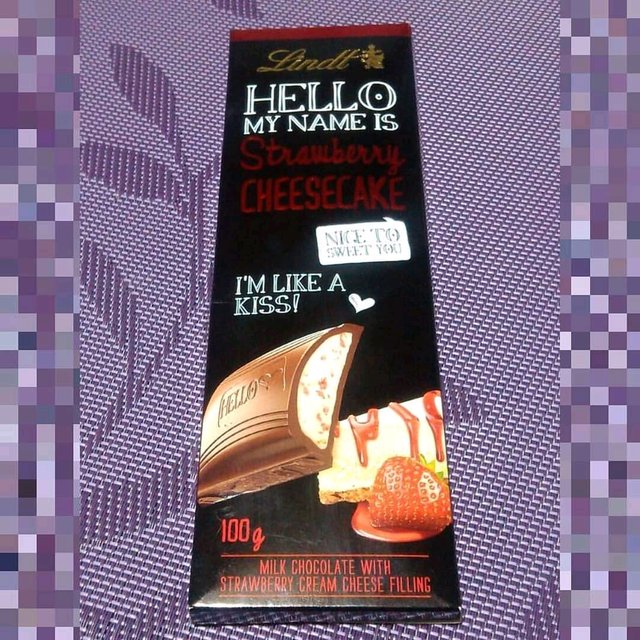 Lindt
HELLO
MY NAME IS
Strawberry
CHEESECAKE
NICE TO
SWEET YOU
I'M LIKE A
KISS!
HELLO
100g
MILK CHOCOLATE WITH
STRAWBERRY CREAM CHEESE FILLING